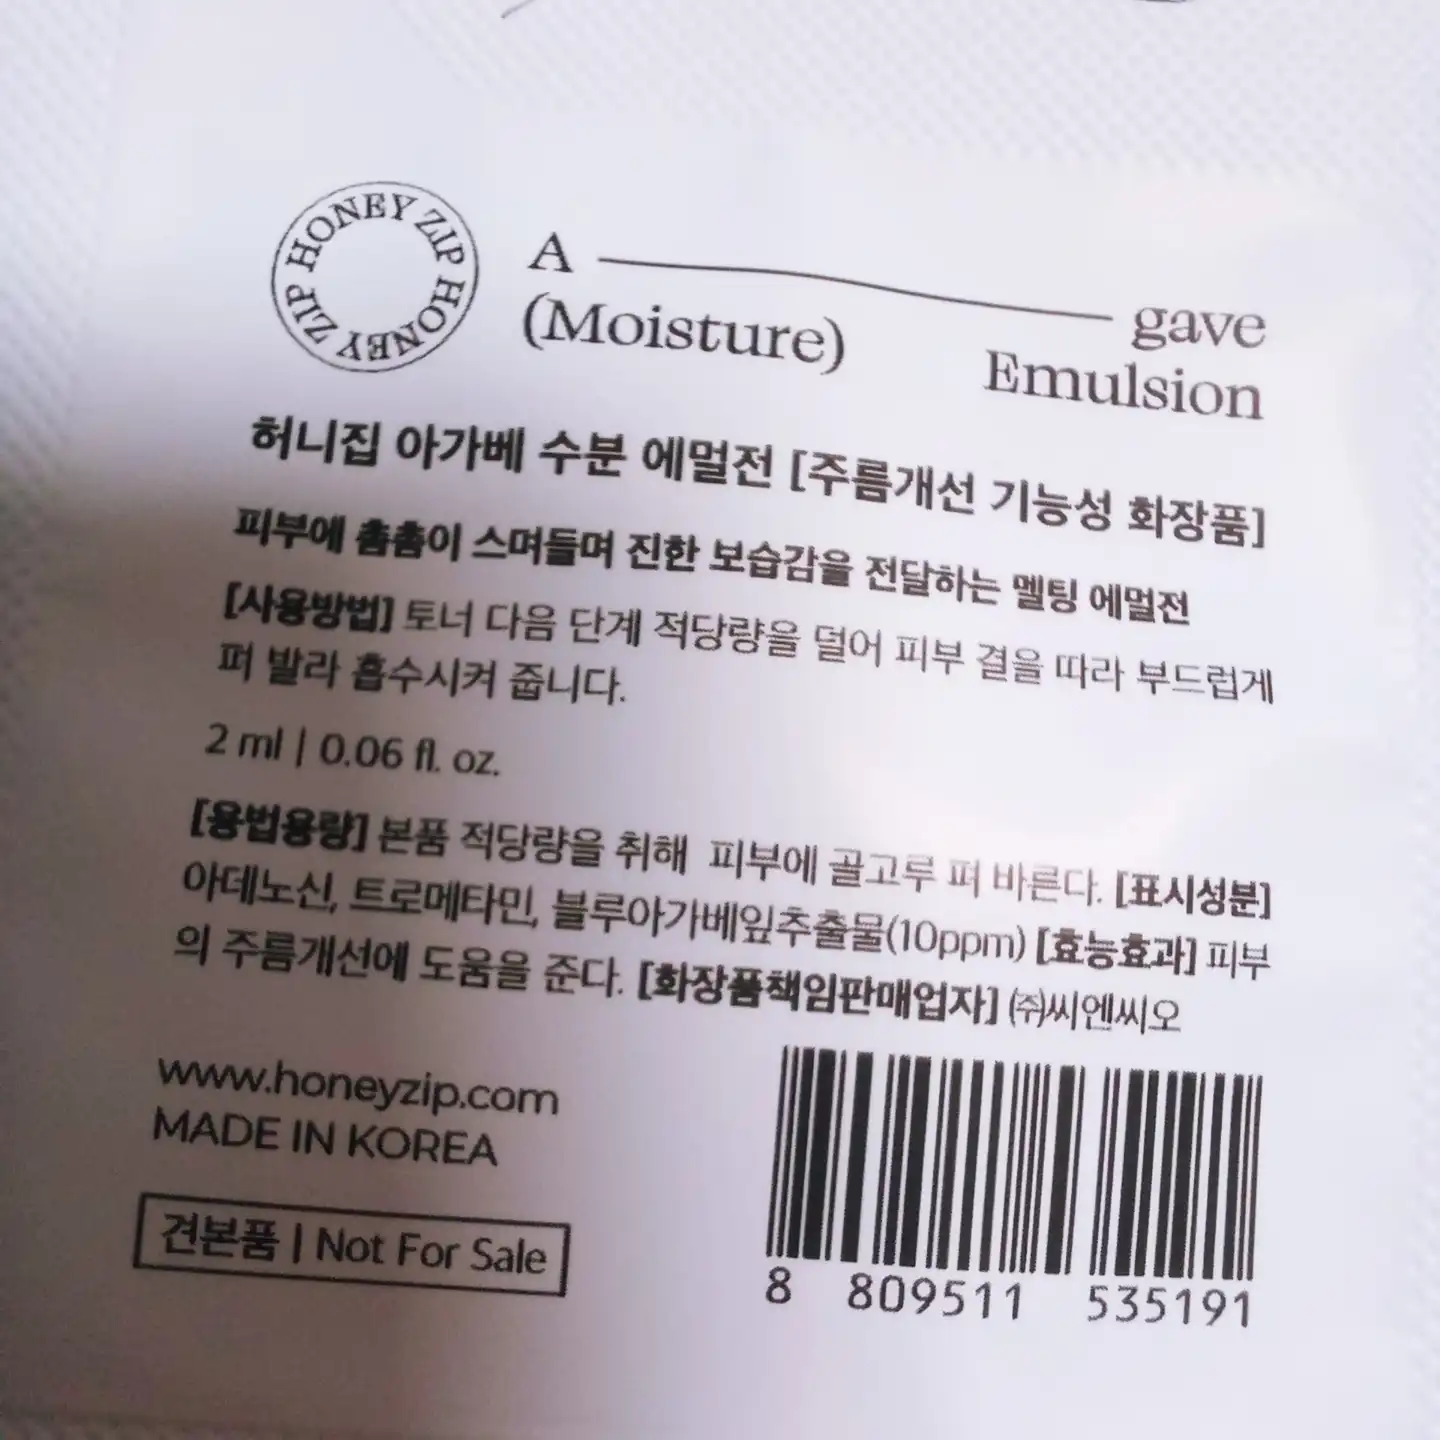 HONEY ZIP HONEY ZIP HONEY ZIP
A gave
(Moisture) Emulsion
허니집 아가베 수분 에멀전 [주름개선 기능성 화장품]
피부에 촘촘이 스며들며 진한 보습감을 전달하는 멜팅 에멀전
[사용방법] 토너 다음 단계 적당량을 덜어 피부 결을 따라 부드럽게
펴 발라 흡수시켜 줍니다.
2 ml | 0.06 fl. oz.
[용법용량] 본품 적당량을 취해 피부에 골고루 펴 바른다. [표시성분]
아데노신, 트로메타민, 블루아가베잎추출물(10ppm) [효능효과] 피부
의 주름개선에 도움을 준다. [화장품책임판매업자] ㈜씨엔씨오
www.honeyzip.com
MADE IN KOREA
견본품 | Not For Sale
8 809511 535191